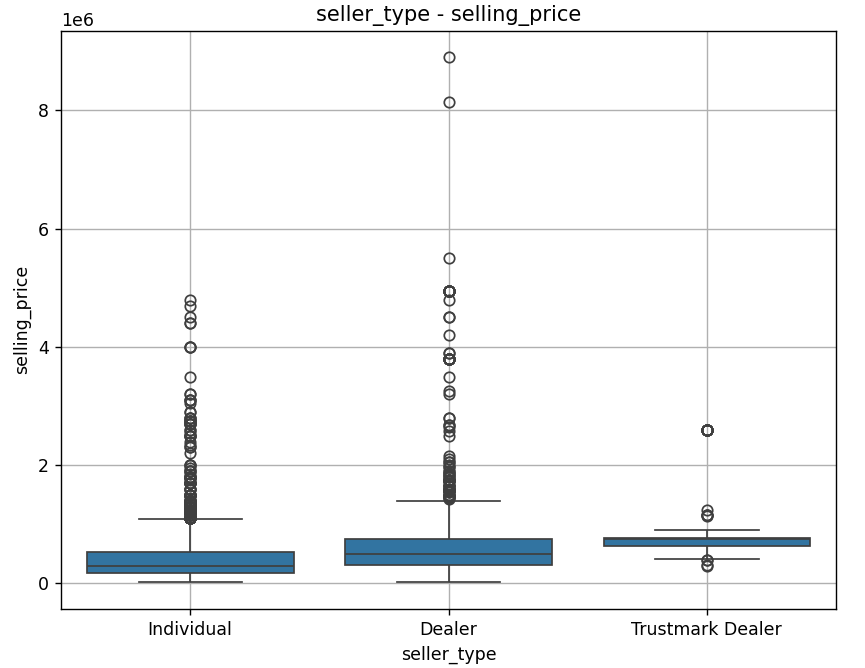 seller_type - selling_price
1e6
8
6
4
2
0
selling_price
Individual
Dealer
Trustmark Dealer
seller_type